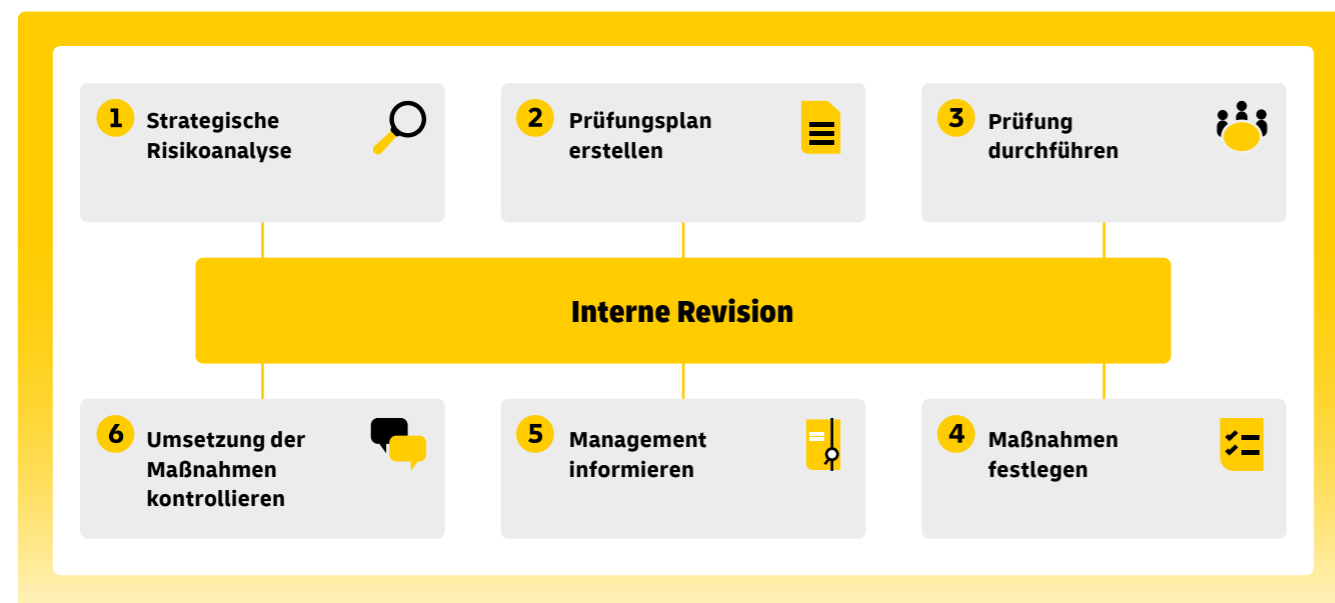 1 Strategische
Risikoanalyse
2 Prüfungsplan
erstellen
3 Prüfung
durchführen
Interne Revision
6 Umsetzung der
Maßnahmen
kontrollieren
5 Management
informieren
4 Maßnahmen
festlegen